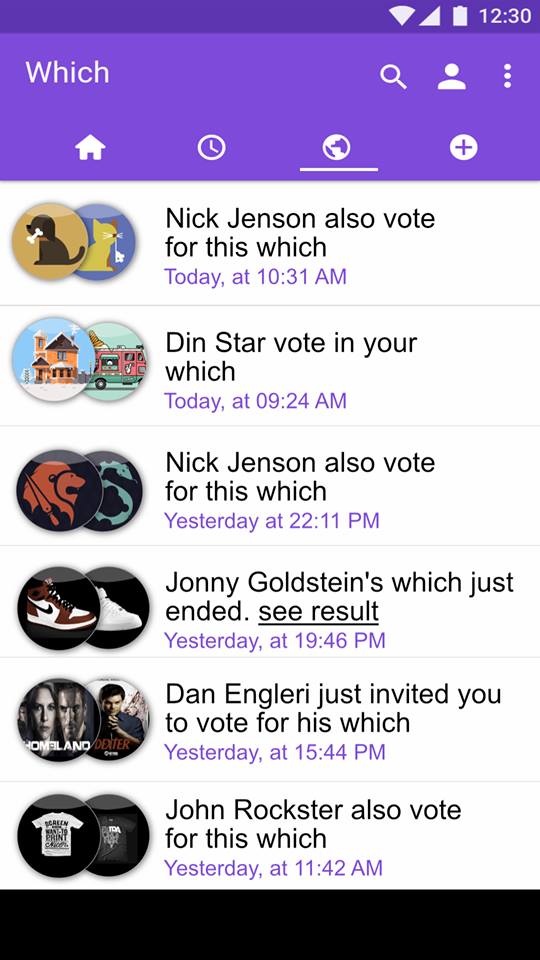 12:30
Which
Nick Jenson also vote
for this which
Today, at 10:31 AM
Din Star vote in your
which
Today, at 09:24 AM
Nick Jenson also vote
for this which
Yesterday at 22:11 PM
Jonny Goldstein's which just
ended. see result
Yesterday, at 19:46 PM
Dan Engleri just invited you
to vote for his which
HOMELAND
DEXTER
Yesterday, at 15:44 PM
John Rockster also vote
for this which
SCREEN
WANT TO
PRINT
Yesterday, at 11:42 AM